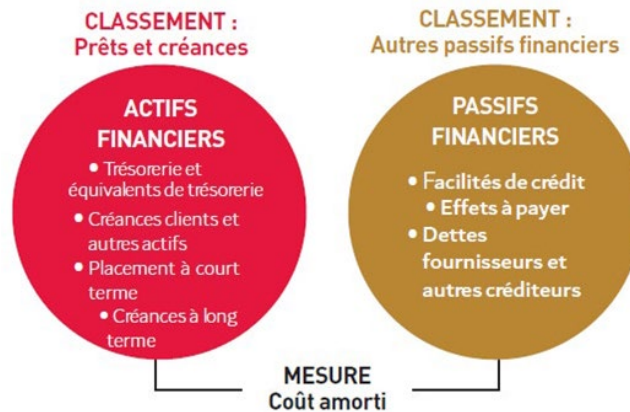 CLASSEMENT :
Prêts et créances
ACTIFS
FINANCIERS
• Trésorerie et
équivalents de trésorerie
• Créances clients et
autres actifs
• Placement à court
terme
• Créances à long
terme
CLASSEMENT :
Autres passifs financiers
PASSIFS
FINANCIERS
• Facilités de crédit
• Effets à payer
• Dettes
fournisseurs et
autres créditeurs
MESURE
Coût amorti